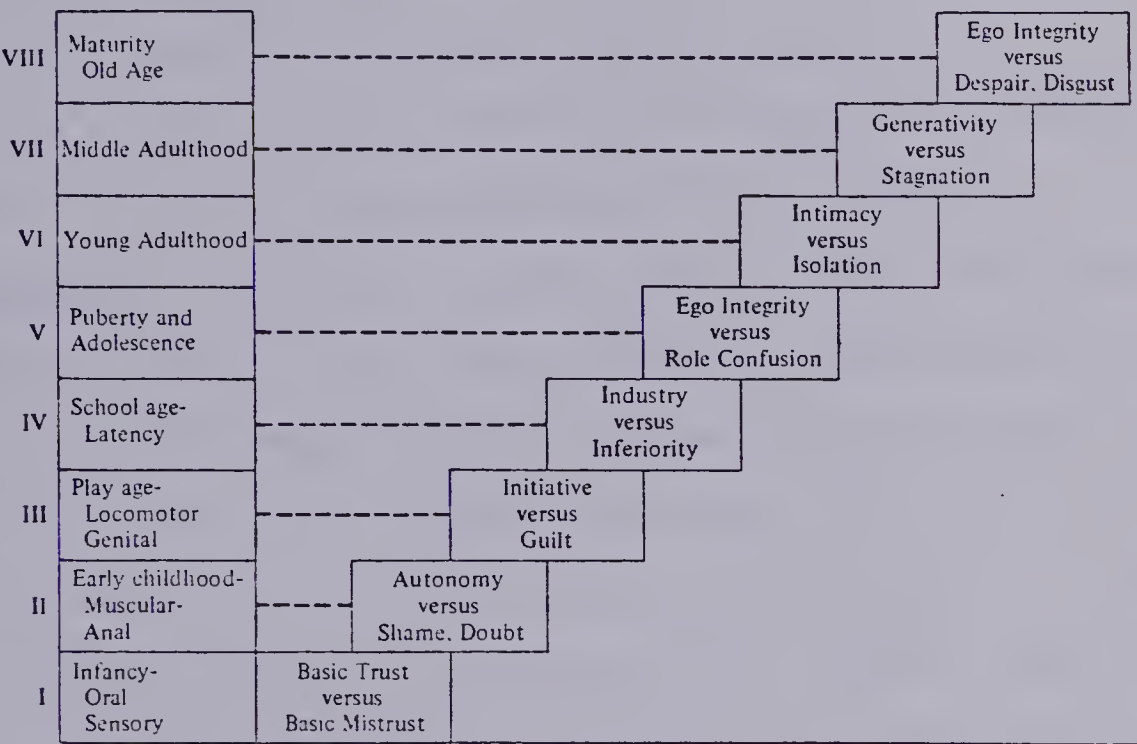 VIII
Maturity
Old Age
Ego Integrity
versus
Despair, Disgust
VII
Middle Adulthood
Generativity
versus
Stagnation
VI
Young Adulthood
Intimacy
versus
Isolation
V
Puberty and
Adolescence
Ego Integrity
versus
Role Confusion
IV
School age-
Latency
Industry
versus
Inferiority
III
Play age-
Locomotor
Genital
Initiative
versus
Guilt
II
Early childhood-
Muscular-
Anal
Autonomy
versus
Shame, Doubt
I
Infancy-
Oral
Sensory
Basic Trust
versus
Basic Mistrust